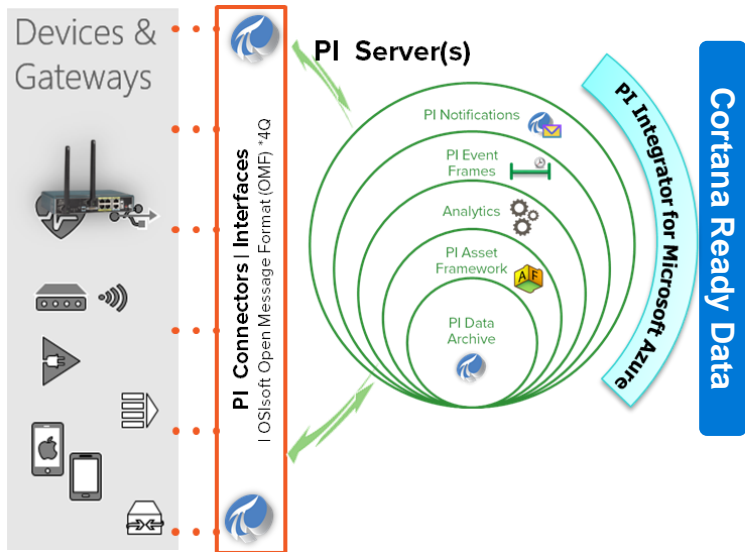 Devices &
Gateways
PI Connectors | Interfaces
| OSIsoft Open Message Format (OMF) *4Q
PI Server(s)
PI Notifications
PI Event
Frames
Analytics
PI Asset
Framework
A F
PI Data
Archive
PI Integrator for Microsoft Azure
Cortana Ready Data